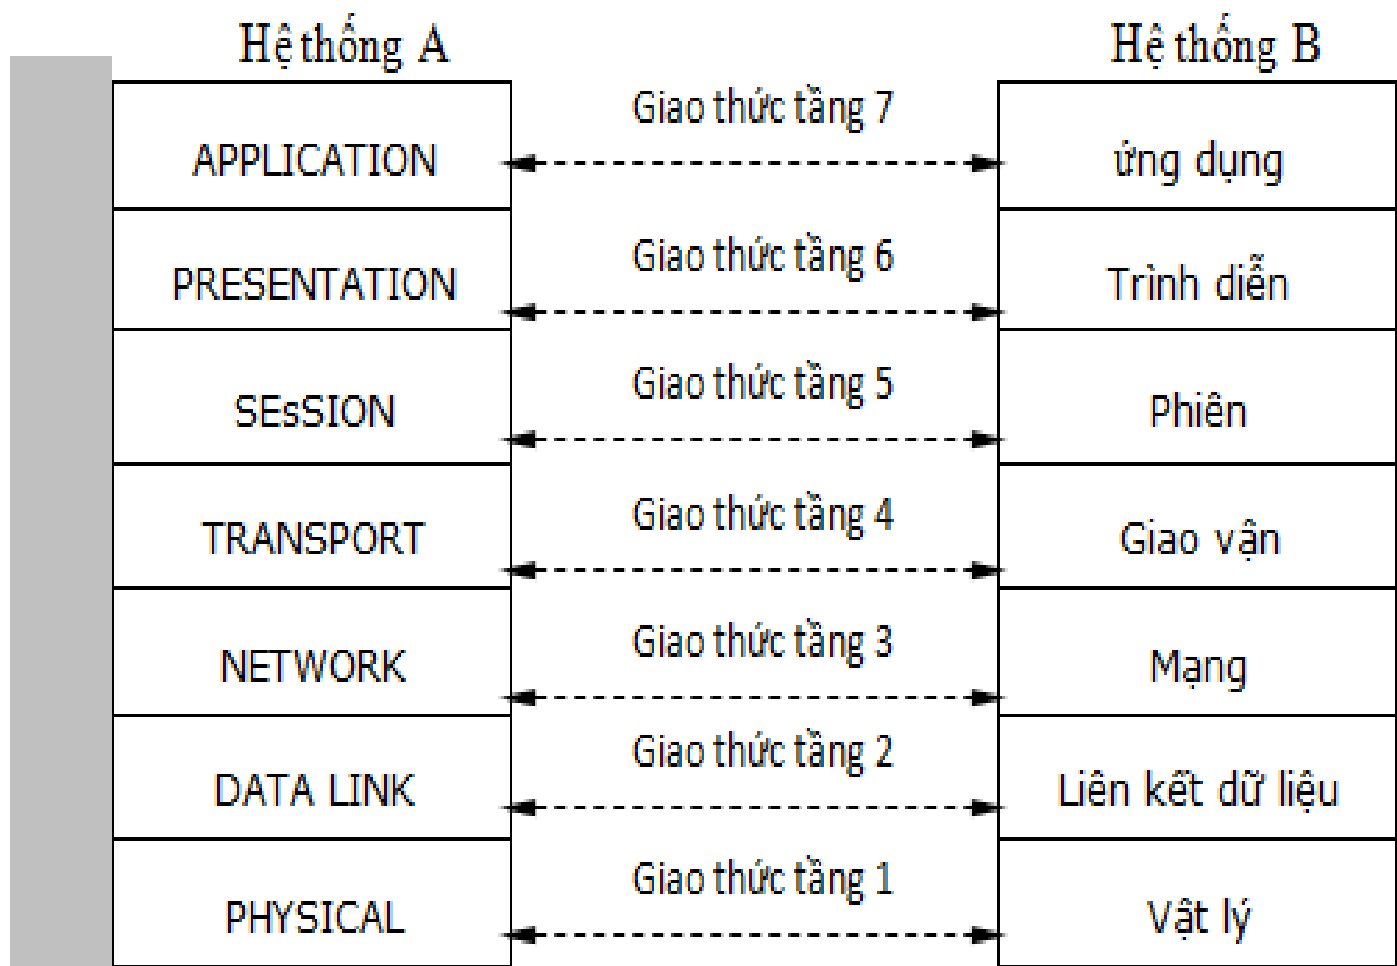 Hệ thống A
Hệ thống B
Giao thức tầng 7
APPLICATION
ứng dụng
Giao thức tầng 6
PRESENTATION
Trình diễn
Giao thức tầng 5
SEsSION
Phiên
Giao thức tầng 4
TRANSPORT
Giao vận
Giao thức tầng 3
NETWORK
Mạng
Giao thức tầng 2
DATA LINK
Liên kết dữ liệu
Giao thức tầng 1
PHYSICAL
Vật lý